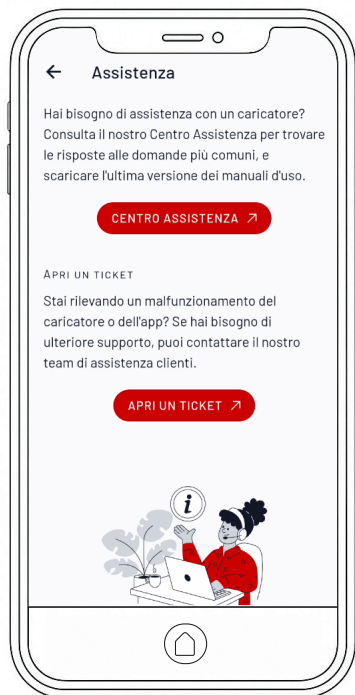 Assistenza
Hai bisogno di assistenza con un caricatore?
Consulta il nostro Centro Assistenza per trovare
le risposte alle domande più comuni, e
scaricare l'ultima versione dei manuali d'uso.
CENTRO ASSISTENZA
APRI UN TICKET
Stai rilevando un malfunzionamento del
caricatore o dell'app? Se hai bisogno di
ulteriore supporto, puoi contattare il nostro
team di assistenza clienti.
APRI UN TICKET
i